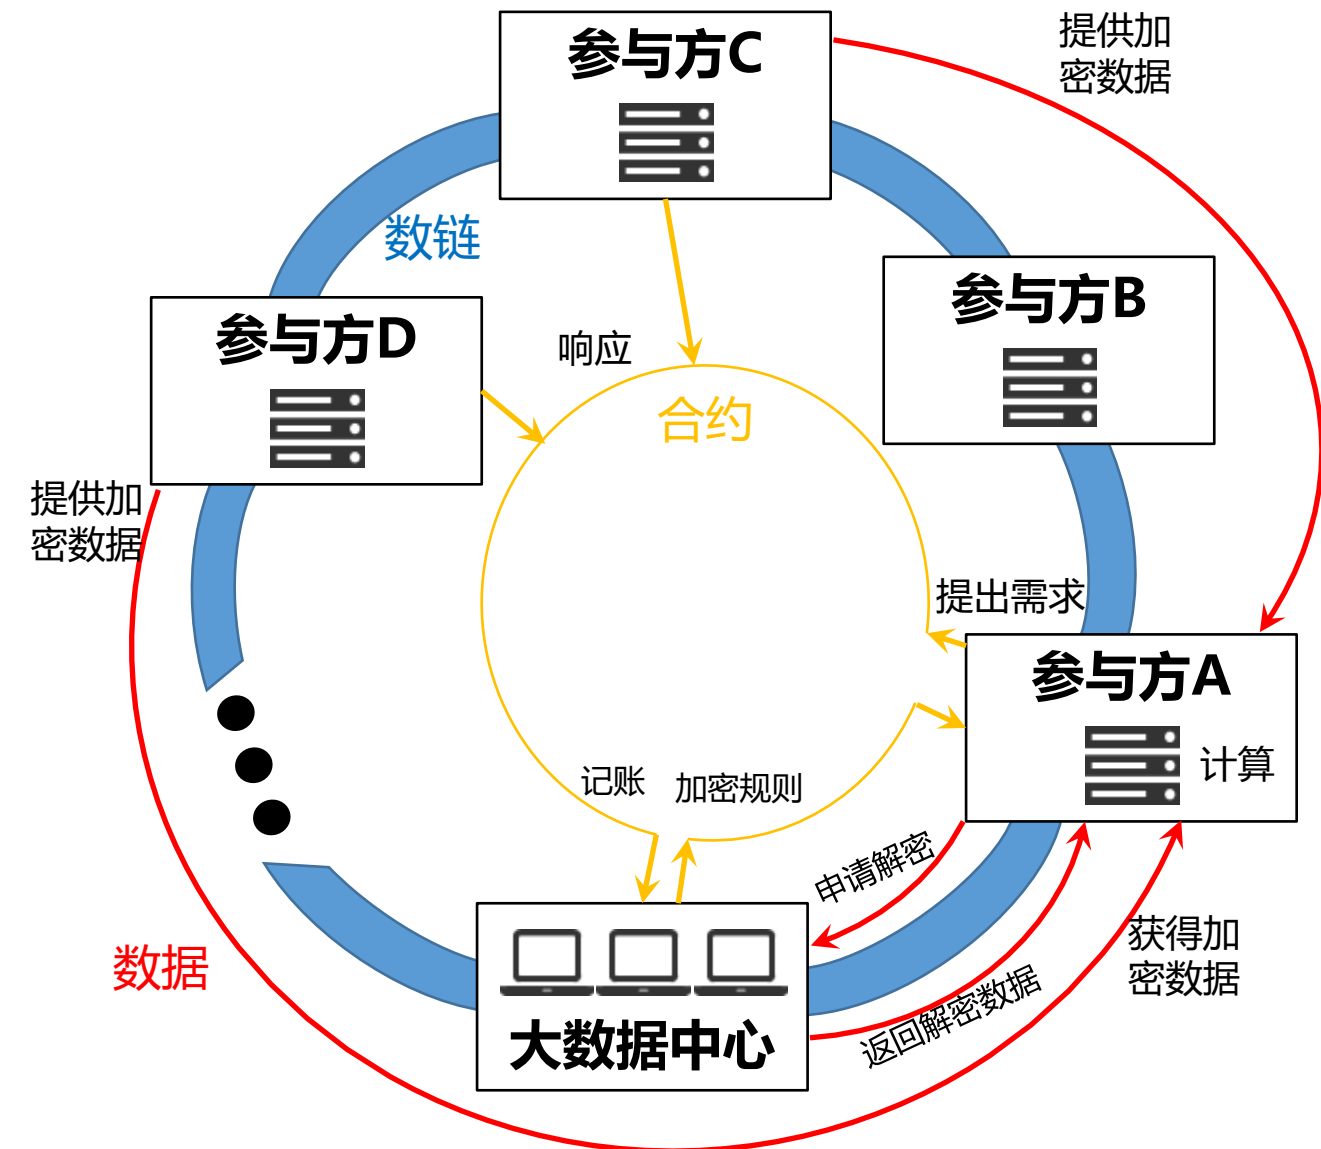 参与方C
提供加
密数据
数链
参与方B
参与方D
响应
合约
提供加
密数据
提出需求
参与方A
计算
记账
加密规则
申请解密
数据
获得加
密数据
返回解密数据
大数据中心